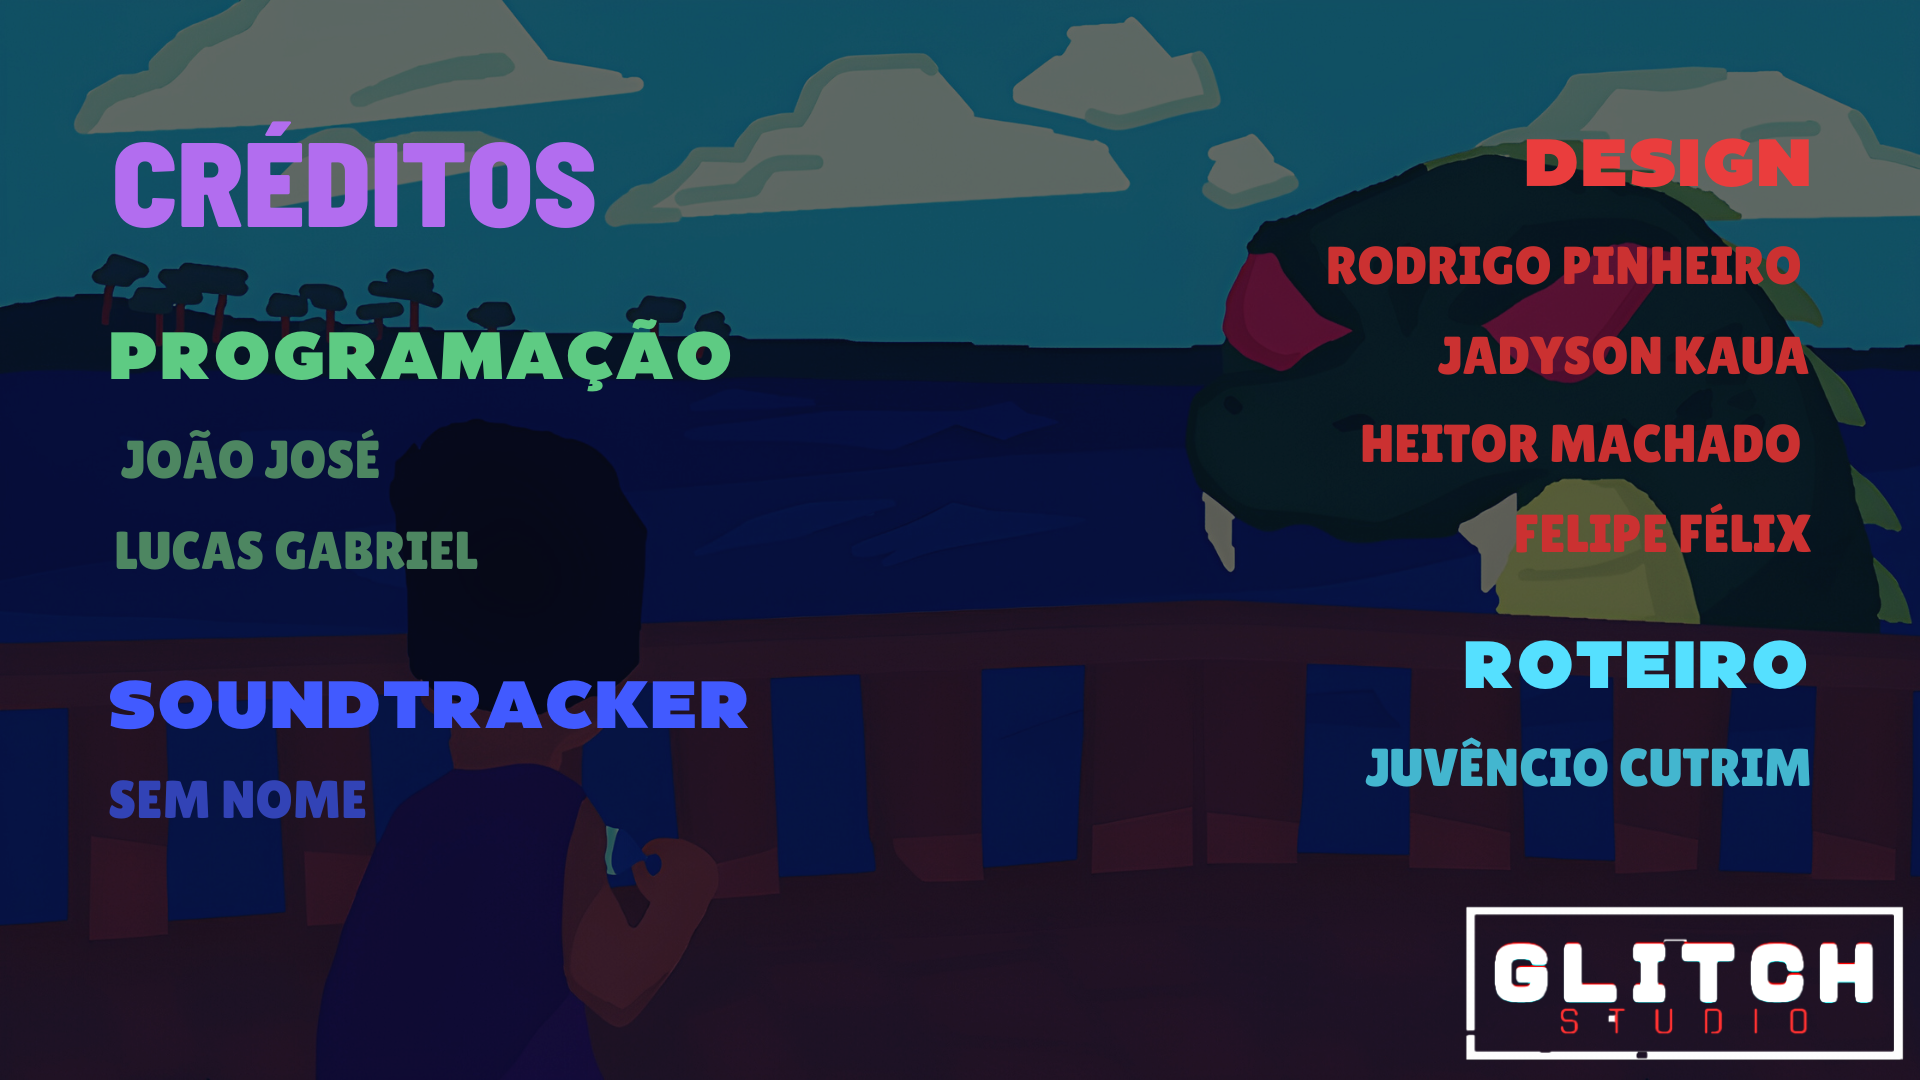 CRÉDITOS
PROGRAMAÇÃO
JOÃO JOSÉ
LUCAS GABRIEL
SOUNDTRACKER
SEM NOME
DESIGN
RODRIGO PINHEIRO
JADYSON KAUA
HEITOR MACHADO
FELIPE FÉLIX
ROTEIRO
JUVÊNCIO CUTRIM
GLITCH
STUDIO